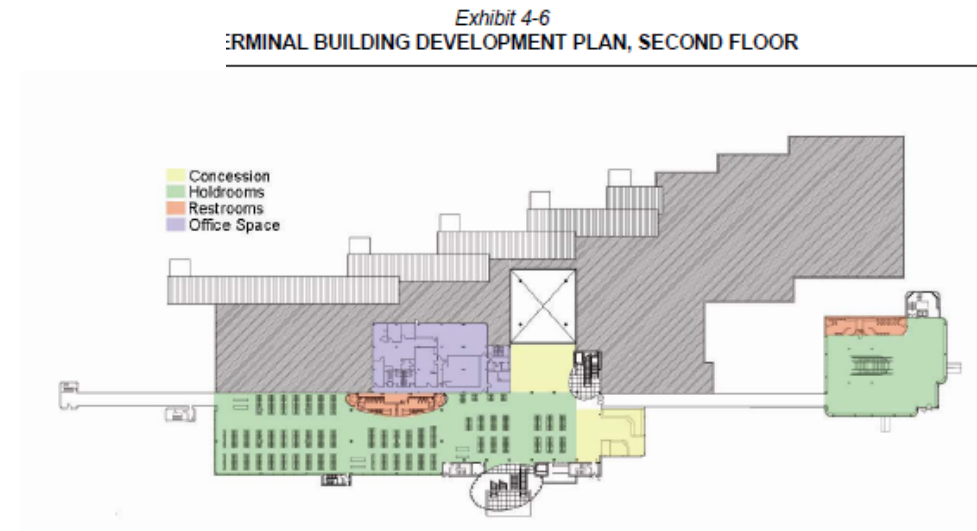 Exhibit 4-6
ERMINAL BUILDING DEVELOPMENT PLAN, SECOND FLOOR
Concession
Holdrooms
Restrooms
Office Space